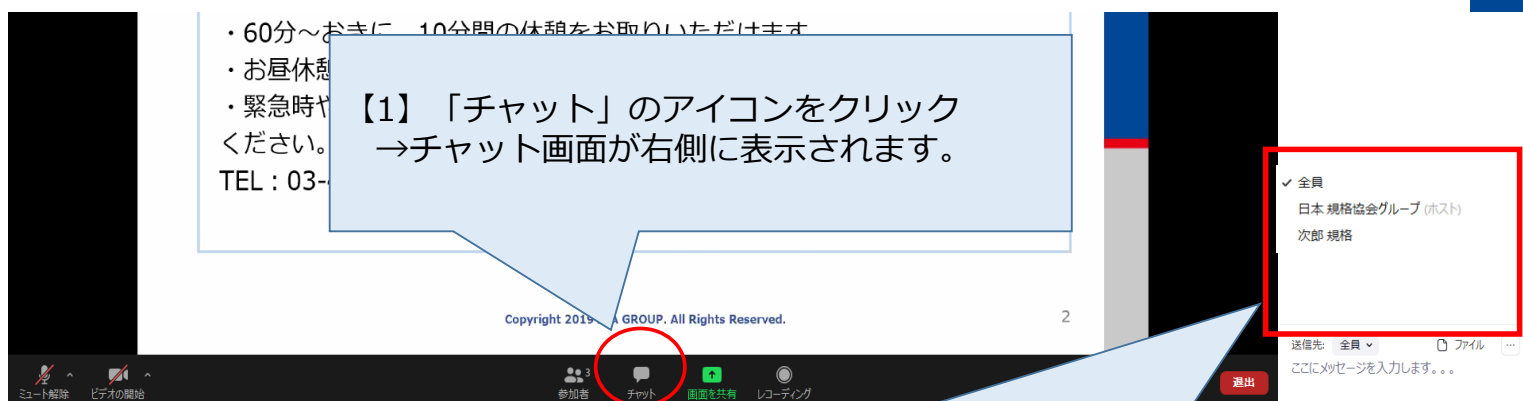 ・60分~おきに、10分間の休憩をお取りいただけます
・お昼休憩
・緊急時や
ください。
TEL：03-
【1】「チャット」のアイコンをクリック
→チャット画面が右側に表示されます。
Copyright 2019 GROUP. All Rights Reserved.
2
✓ 全員
日本 規格協会グループ (ホスト)
次郎 規格
送信先: 全員 ファイル ...
ここにメッセージを入力します。。。
ミュート解除 ビデオの開始 参加者 3 チャット 画面を共有 レコーディング 退出